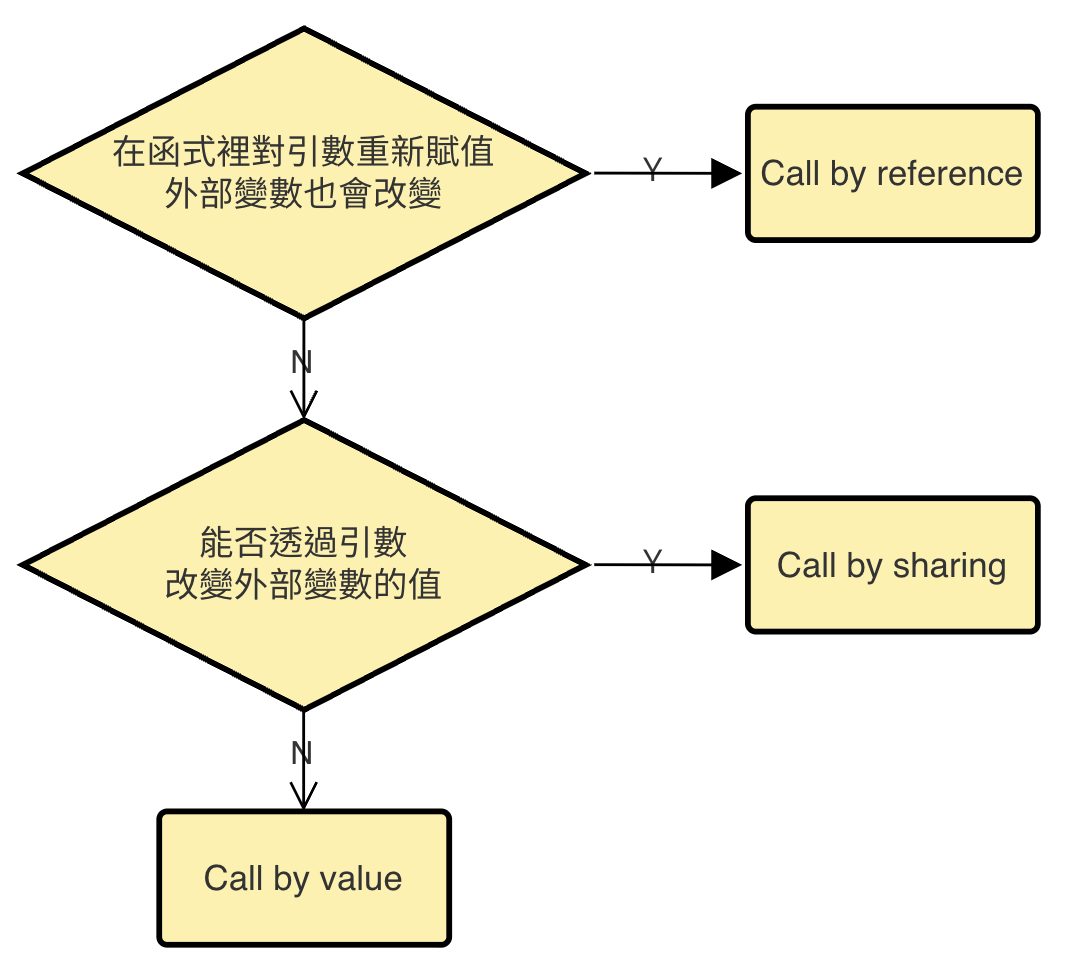 在函式裡對引數重新賦值
外部變數也會改變
Y
Call by reference
N
能否透過引數
改變外部變數的值
Y
Call by sharing
N
Call by value